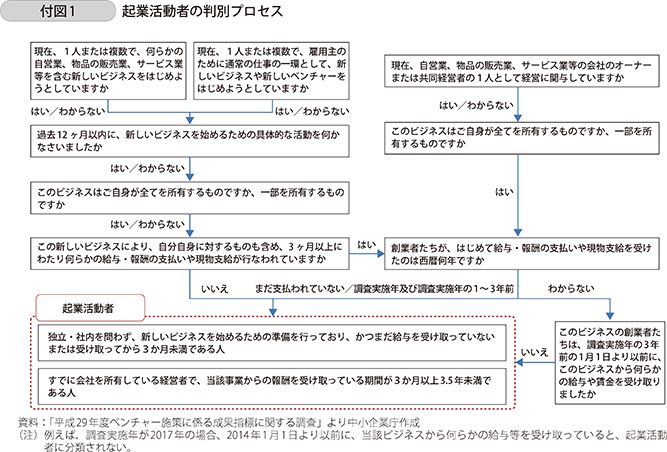 付図1
起業活動者の判別プロセス
現在、1人または複数で、何らかの
自営業、物品の販売業、サービス業
等を含む新しいビジネスをはじめよ
うとしていますか
現在、1人または複数で、雇用主の
ために通常の仕事の一環として、新
しいビジネスや新しいベンチャーを
はじめようとしていますか
現在、自営業、物品の販売業、サービス業等の会社のオーナー
または共同経営者の1人として経営に関与していますか
はい／わからない
はい／わからない
はい／わからない
過去12ヶ月以内に、新しいビジネスを始めるための具体的な活動を何か
なさいましたか
このビジネスはご自身が全てを所有するものですか、一部を所
有するものですか
はい／わからない
このビジネスはご自身が全てを所有するものですか、一部を所有するもの
ですか
はい
はい／わからない
この新しいビジネスにより、自分自身に対するものも含め、3ヶ月以上に
わたり何らかの給与・報酬の支払いや現物支給が行なわれていますか
はい
創業者たちが、はじめて給与・報酬の支払いや現物支給を受け
たのは西暦何年ですか
いいえ
まだ支払われていない／調査実施年及び調査実施年の1～3年前
わからない
起業活動者
独立・社内を問わず、新しいビジネスを始めるための準備を行っており、かつまだ給与を受け取っていない
または受け取ってから3か月未満である人
すでに会社を所有している経営者で、当該事業からの報酬を受け取っている期間が3か月以上3.5年未満で
ある人
いいえ
このビジネスの創業者た
ちは、調査実施年の3年
前の1月1日より以前に、
このビジネスから何らか
の給与や賃金を受け取り
ましたか
資料：「平成29年度ベンチャー施策に係る成果指標に関する調査」より中小企業庁作成
（注）例えば、調査実施年が2017年の場合、2014年1月1日より以前に、当該ビジネスから何らかの給与等を受け取っていると、起業活動
者に分類されない。